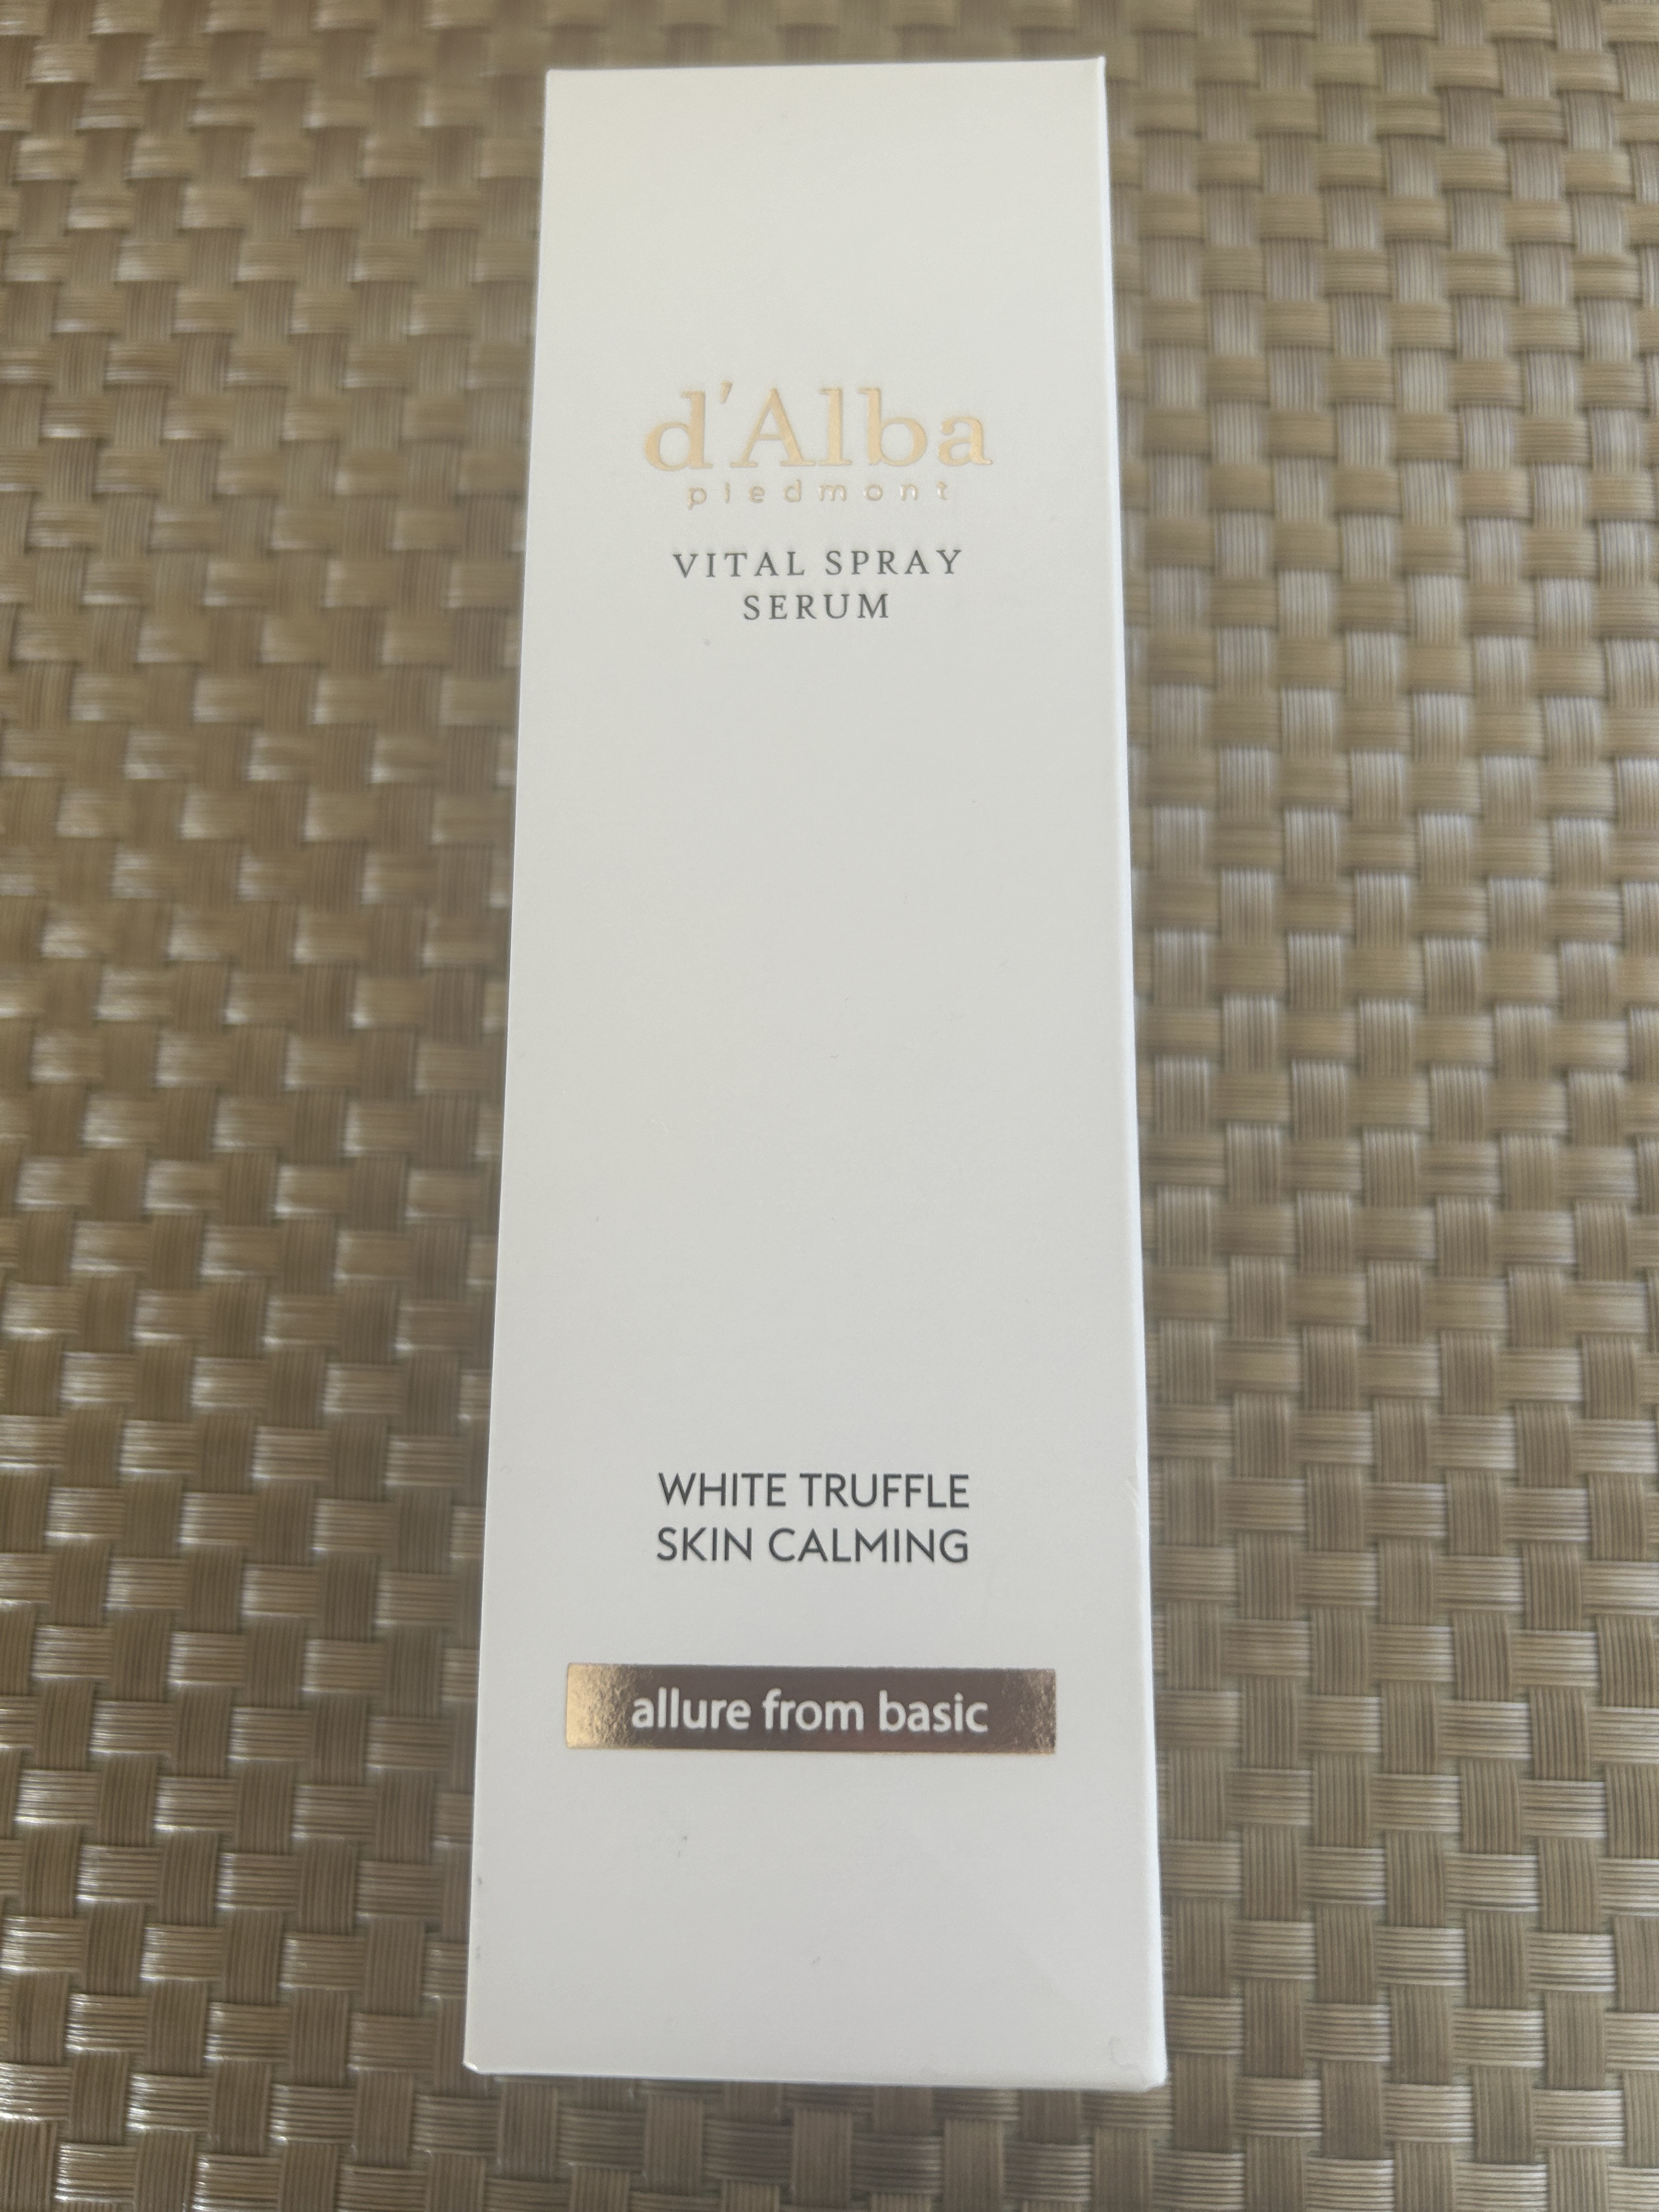 d'Alba
piedmont
VITAL SPRAY
SERUM
WHITE TRUFFLE
SKIN CALMING
allure from basic